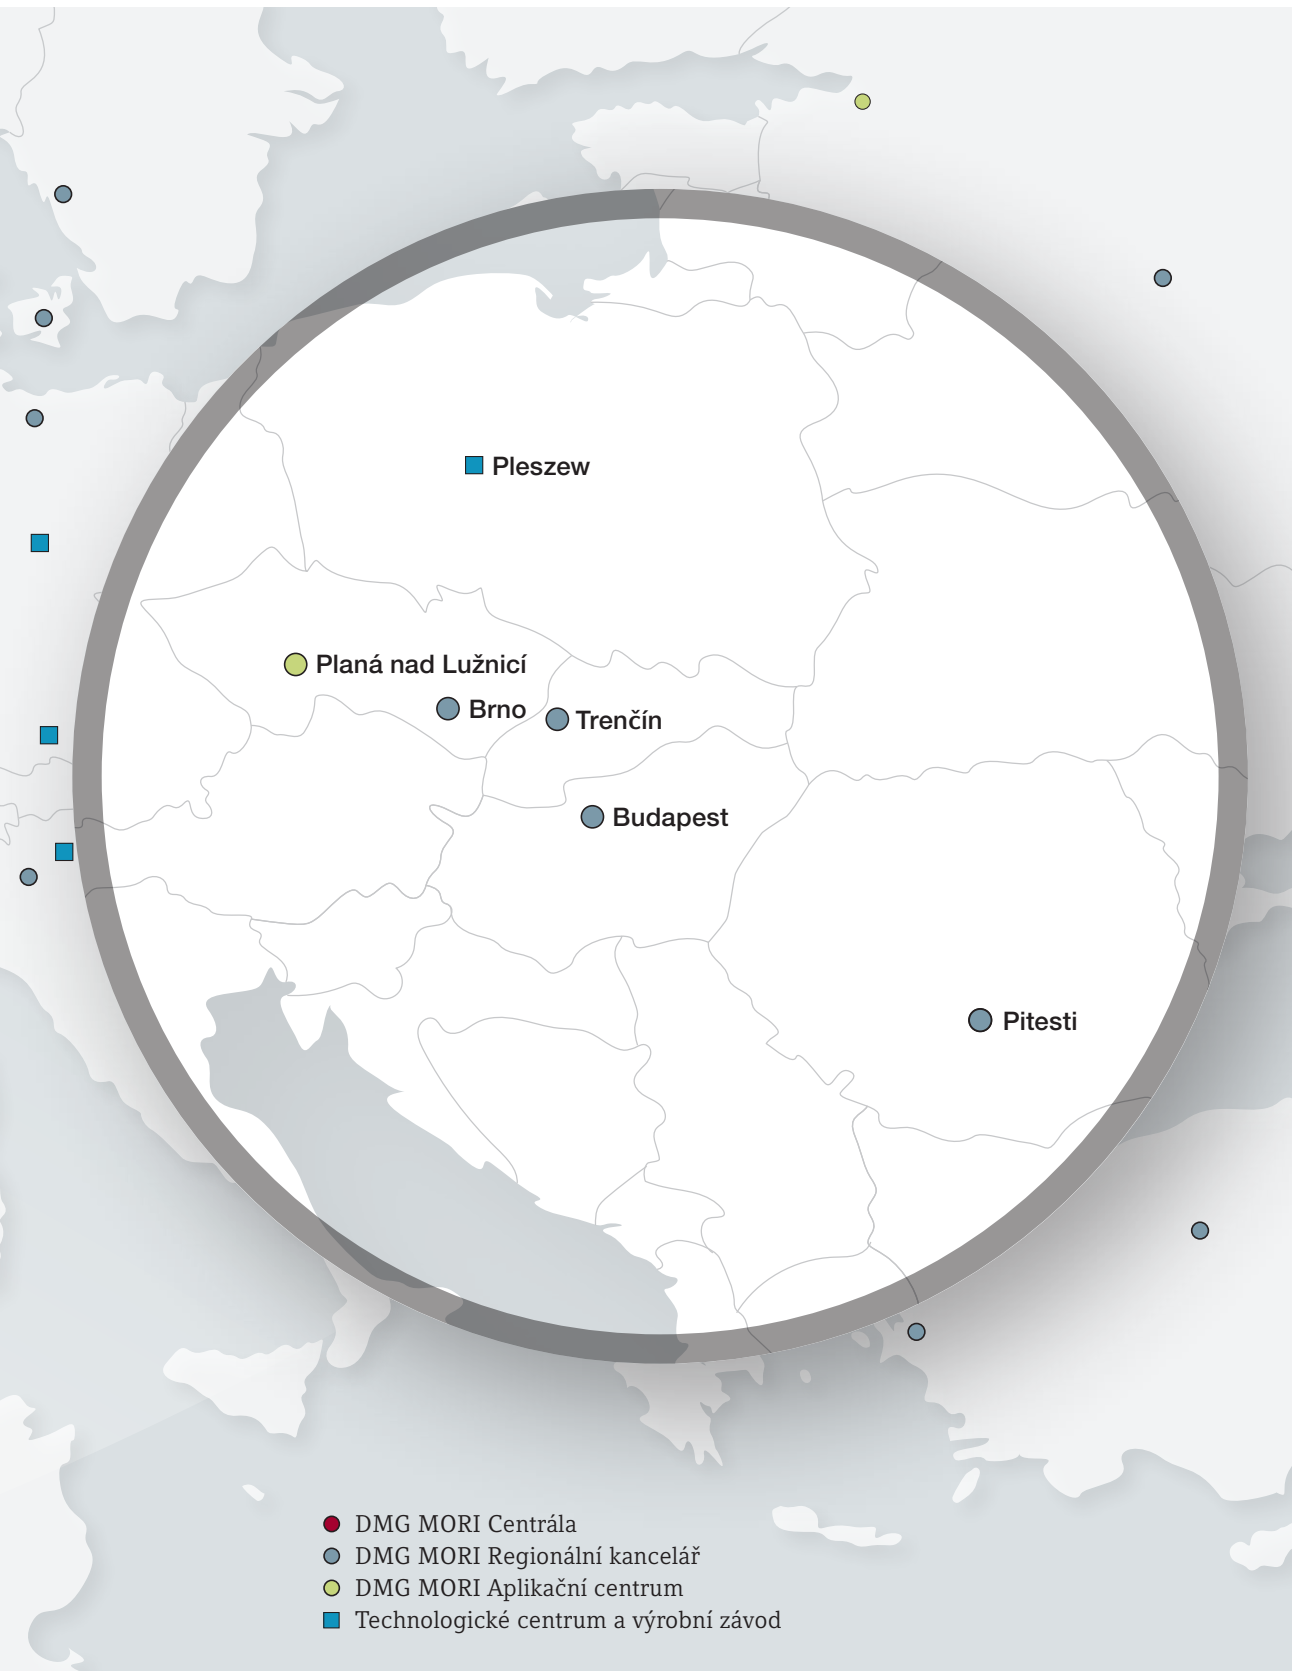 Pleszew
Planá nad Lužnicí
Brno
Trenčín
Budapest
Pitesti
DMG MORI Centrála
DMG MORI Regionální kancelář
DMG MORI Aplikační centrum
Technologické centrum a výrobní závod